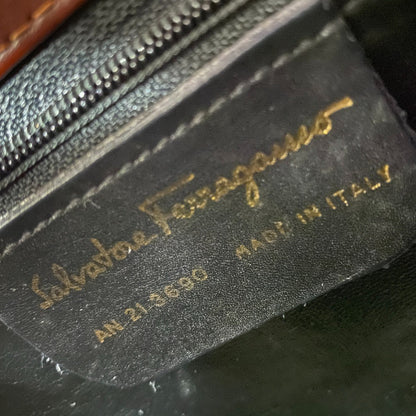 Salvatore Ferragamo
AN 21 3690 MADE IN ITALY